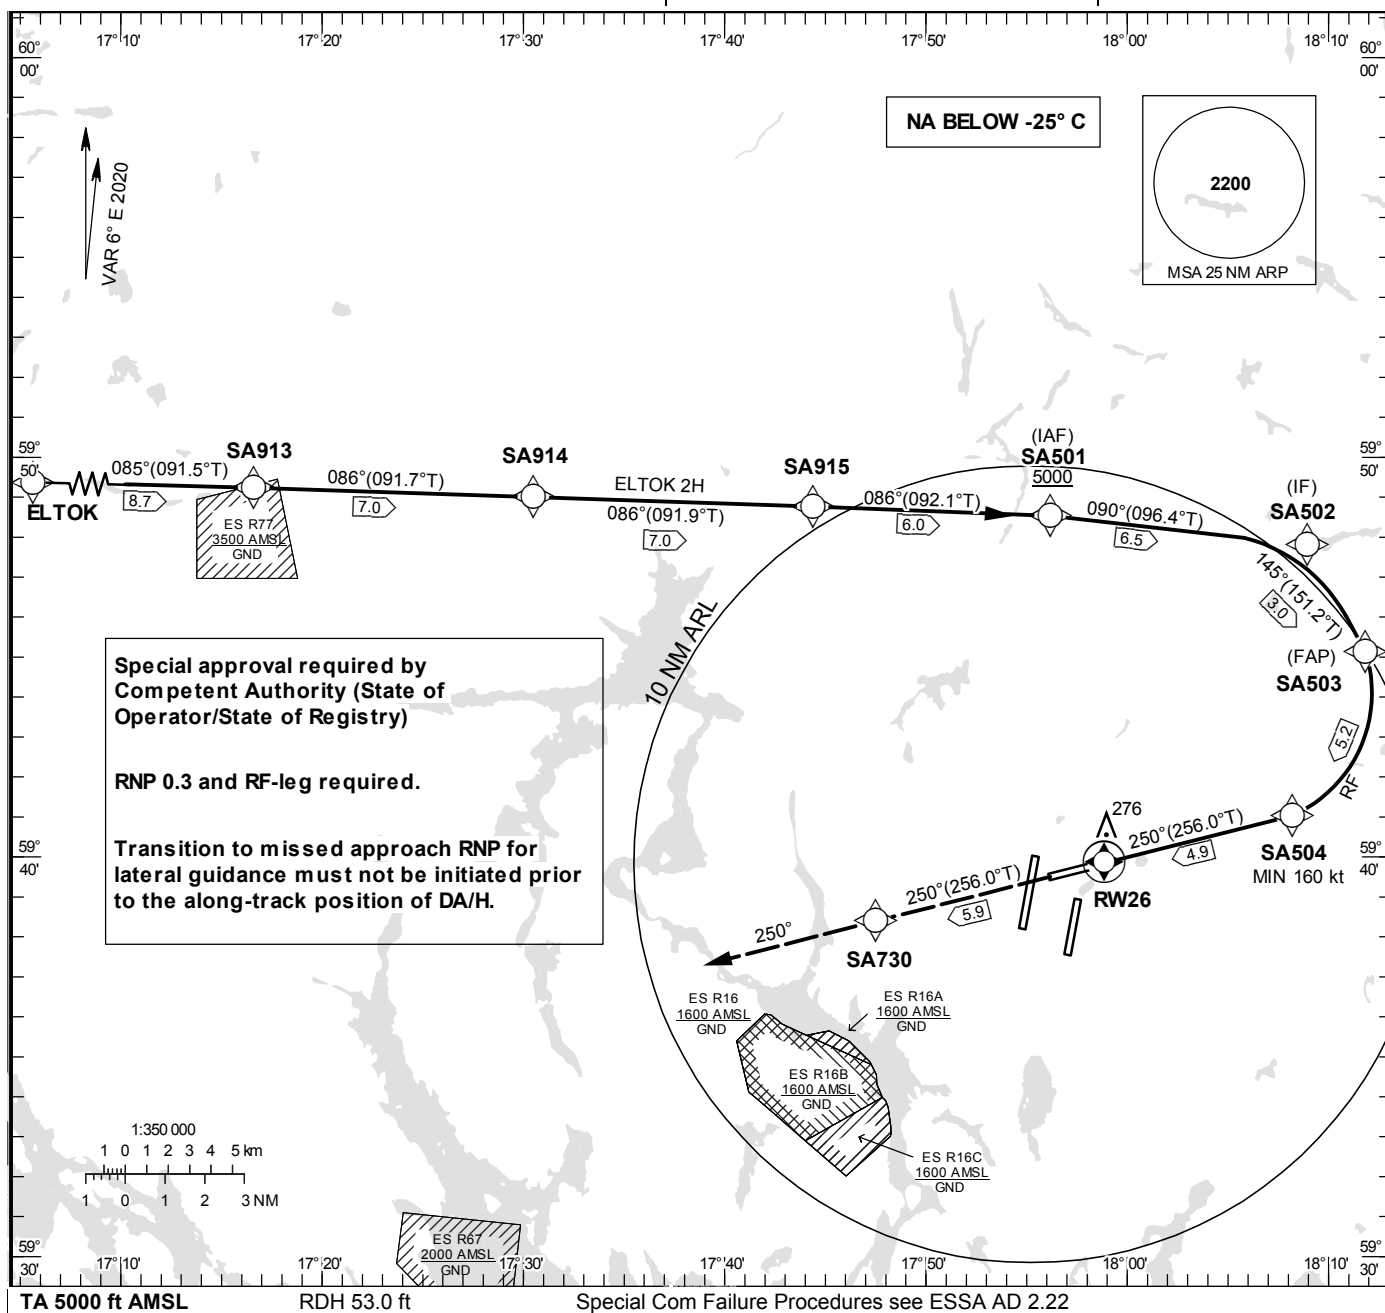 17°10' 17°20' 17°30' 17°40' 17°50' 18°00' 18°10'
60° 00'
60° 00'
NA BELOW -25° C
2200
MSA 25 NM ARP
VAR 6° E 2020
59° 50'
59° 50'
ELTOK
085°(091.5°T)
8.7
SA913
086°(091.7°T)
7.0
SA914
ELTOK 2H
086°(091.9°T)
7.0
SA915
086°(092.1°T)
6.0
(IAF)
SA501
5000
090°(096.4°T)
6.5
(IF)
SA502
145°(151.2°T)
3.0
(FAP)
SA503
5.2
RF
ES R77
3500 AMSL
GND
10 NM ARL
Special approval required by
Competent Authority (State of
Operator/State of Registry)
RNP 0.3 and RF-leg required.
Transition to missed approach RNP for
lateral guidance must not be initiated prior
to the along-track position of DA/H.
276
250°(256.0°T)
4.9
SA504
MIN 160 kt
59° 40'
59° 40'
RW26
250°(256.0°T)
5.9
250°
SA730
ES R16
1600 AMSL
GND
ES R16A
1600 AMSL
GND
ES R16B
1600 AMSL
GND
ES R16C
1600 AMSL
GND
1:350 000
1 0 1 2 3 4 5 km
1 0 1 2 3 NM
ES R67
2000 AMSL
GND
59° 30'
59° 30'
17°10' 17°20' 17°30' 17°40' 17°50' 18°00' 18°10'
TA 5000 ft AMSL RDH 53.0 ft Special Com Failure Procedures see ESSA AD 2.22